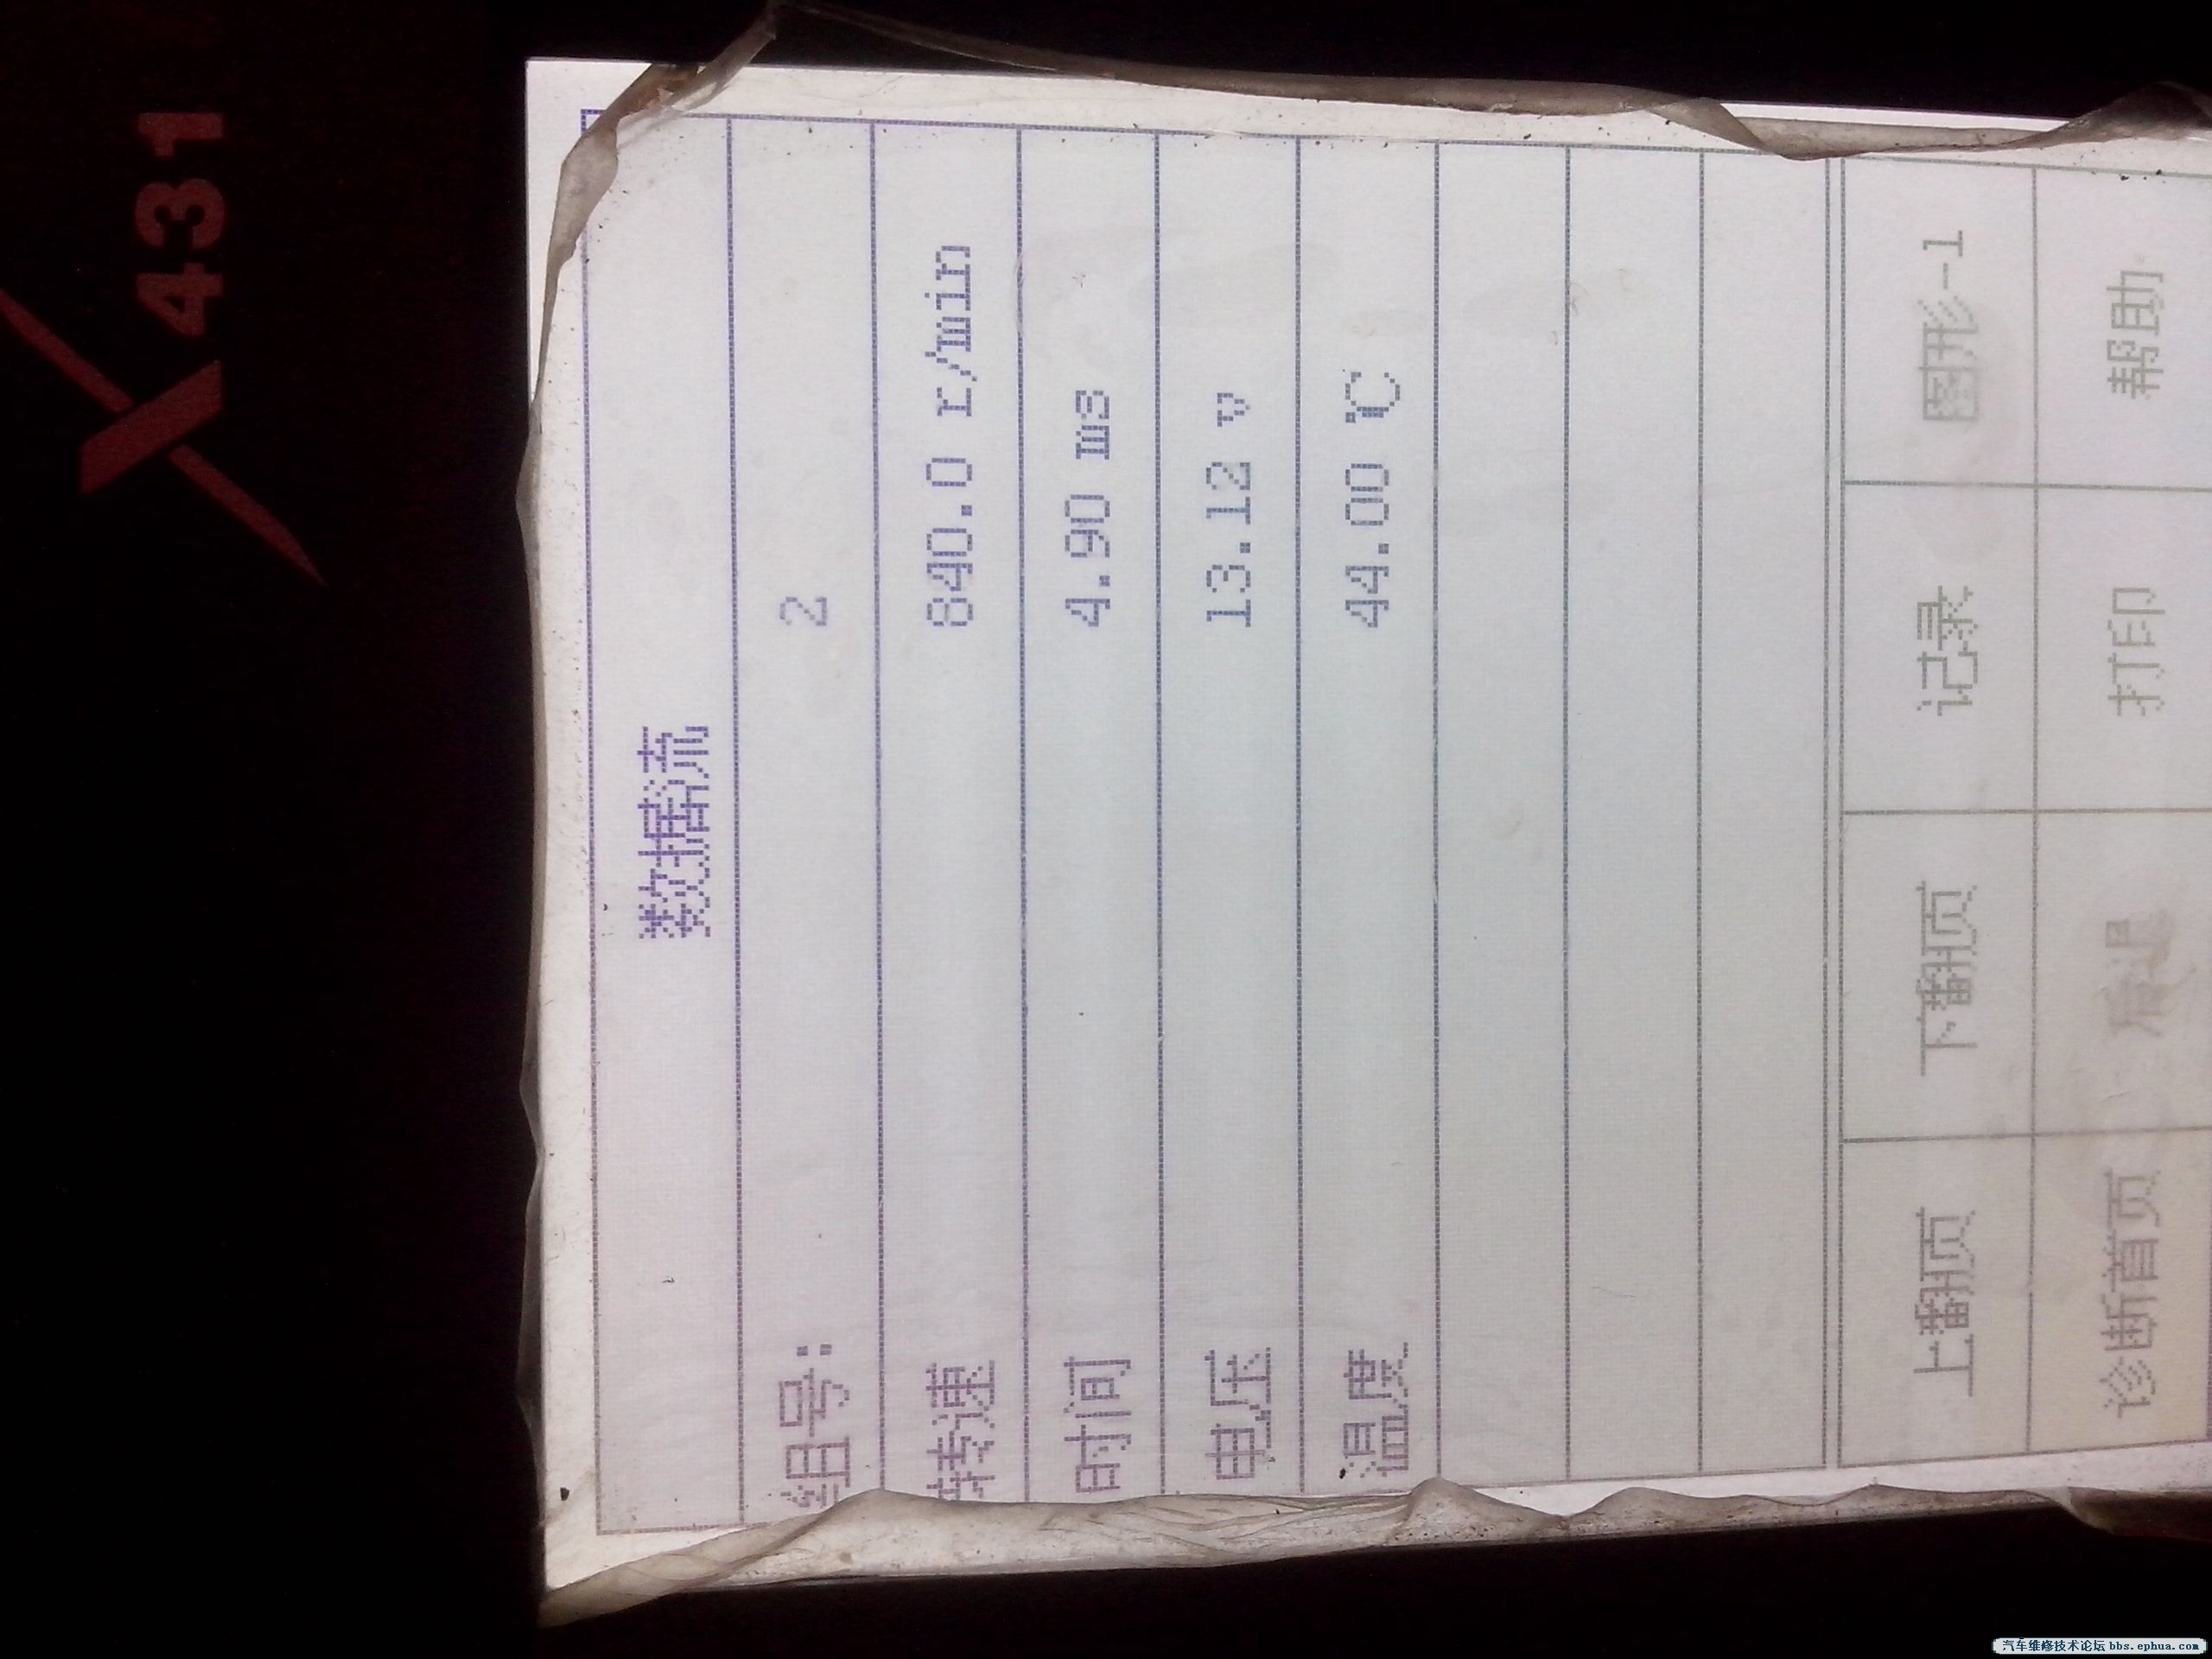 X431
数据流
组号: 2
转速 840.0 r/min
时间 4.90 ms
电压 13.12 v
温度 44.00 ℃
上翻页 下翻页 记录 图形-1
诊断首页 后退 打印 帮助
汽车维修技术论坛 bbs.ephua.com